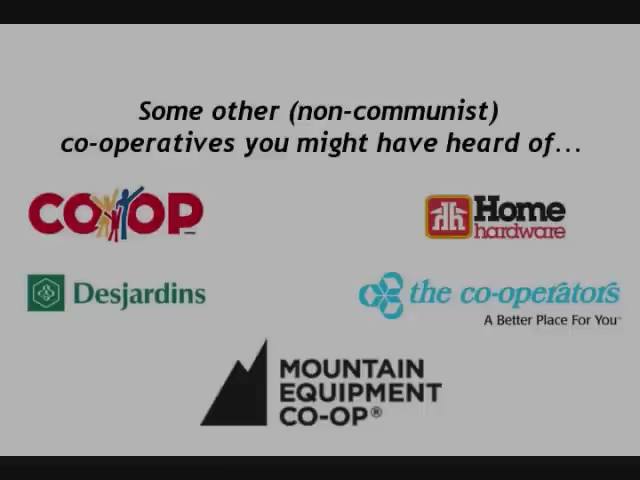 Some other (non-communist)
co-operatives you might have heard of...
CO-OP
Home
hardware
Desjardins
the co-operators
A Better Place For You™
MOUNTAIN
EQUIPMENT
CO-OP®